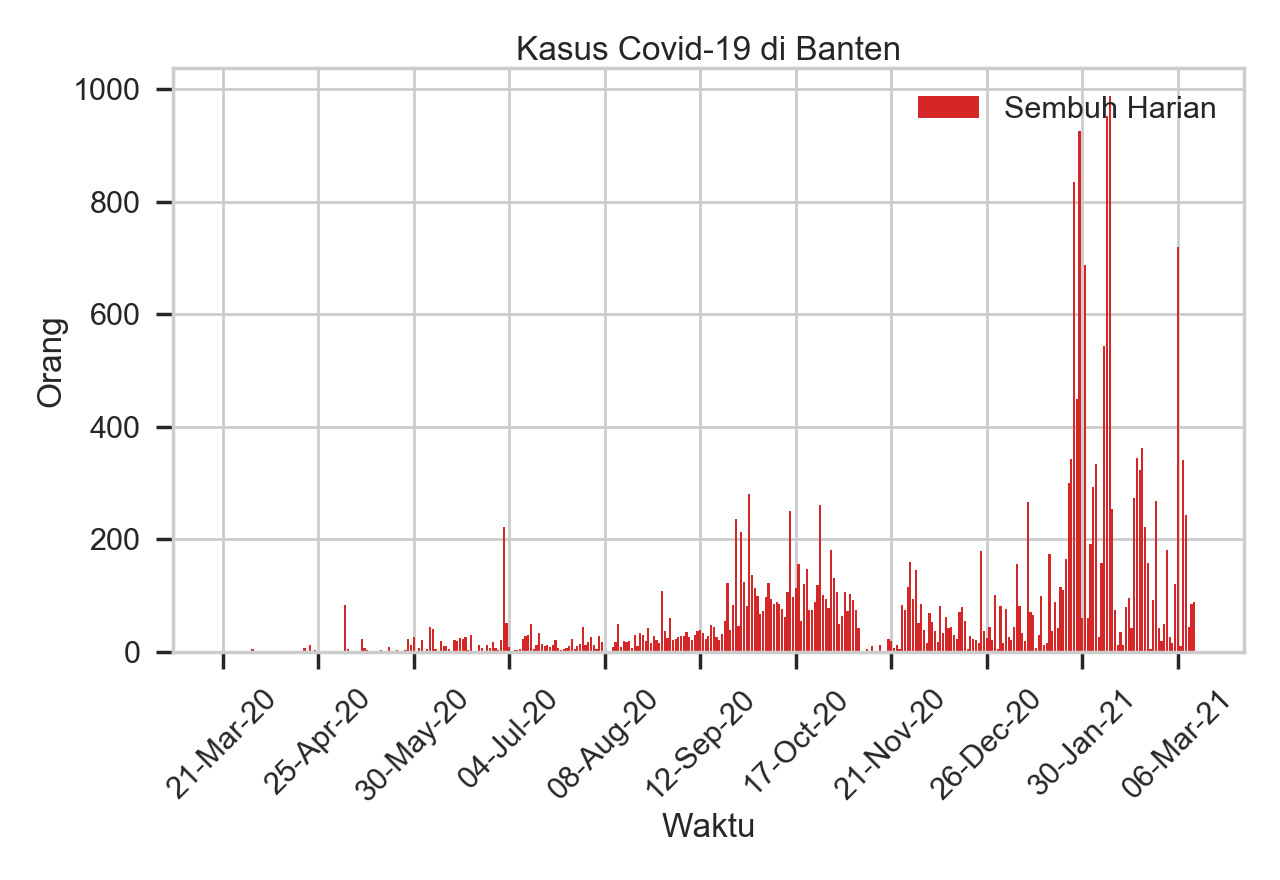 Kasus Covid-19 di Banten
Sembuh Harian
Orang
1000
800
600
400
200
0
21-Mar-20
25-Apr-20
30-May-20
04-Jul-20
08-Aug-20
12-Sep-20
17-Oct-20
21-Nov-20
26-Dec-20
30-Jan-21
06-Mar-21
Waktu